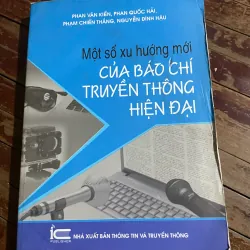 PHAN VĂN KIỀN, PHAN QUỐC HẢI,
PHẠM CHIẾN THẮNG, NGUYỄN ĐÌNH HẬU
Một số xu hướng mới
CỦA BÁO CHÍ
TRUYỀN THÔNG
HIỆN ĐẠI
NHÀ XUẤT BẢN THÔNG TIN VÀ TRUYỀN THÔNG